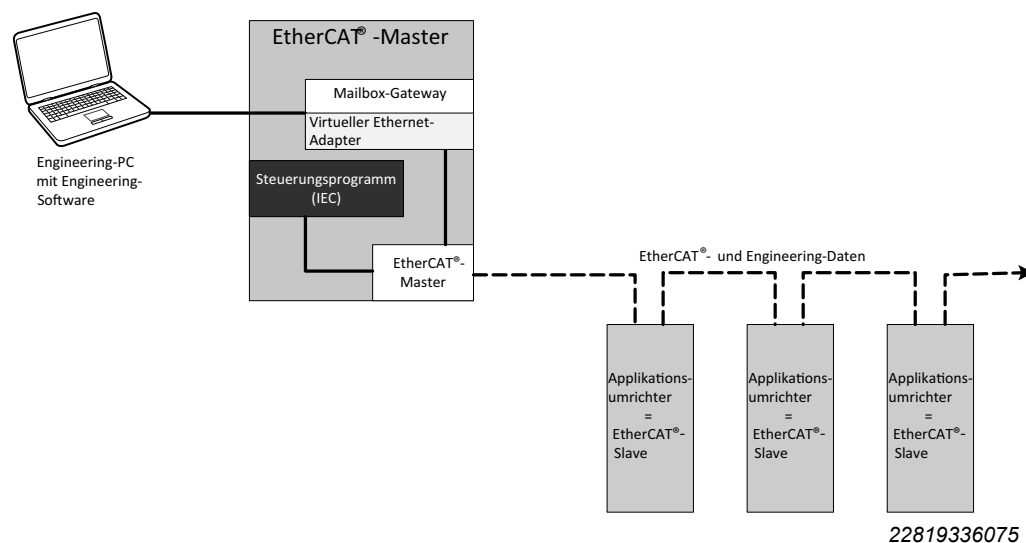 EtherCAT® -Master
Mailbox-Gateway
Virtueller Ethernet-
Adapter
Engineering-PC
mit Engineering-
Software
Steuerungsprogramm
(IEC)
EtherCAT®-
Master
EtherCAT®- und Engineering-Daten
Applikations-
umrichter
=
EtherCAT®-
Slave
Applikations-
umrichter
=
EtherCAT®-
Slave
Applikations-
umrichter
=
EtherCAT®-
Slave
22819336075